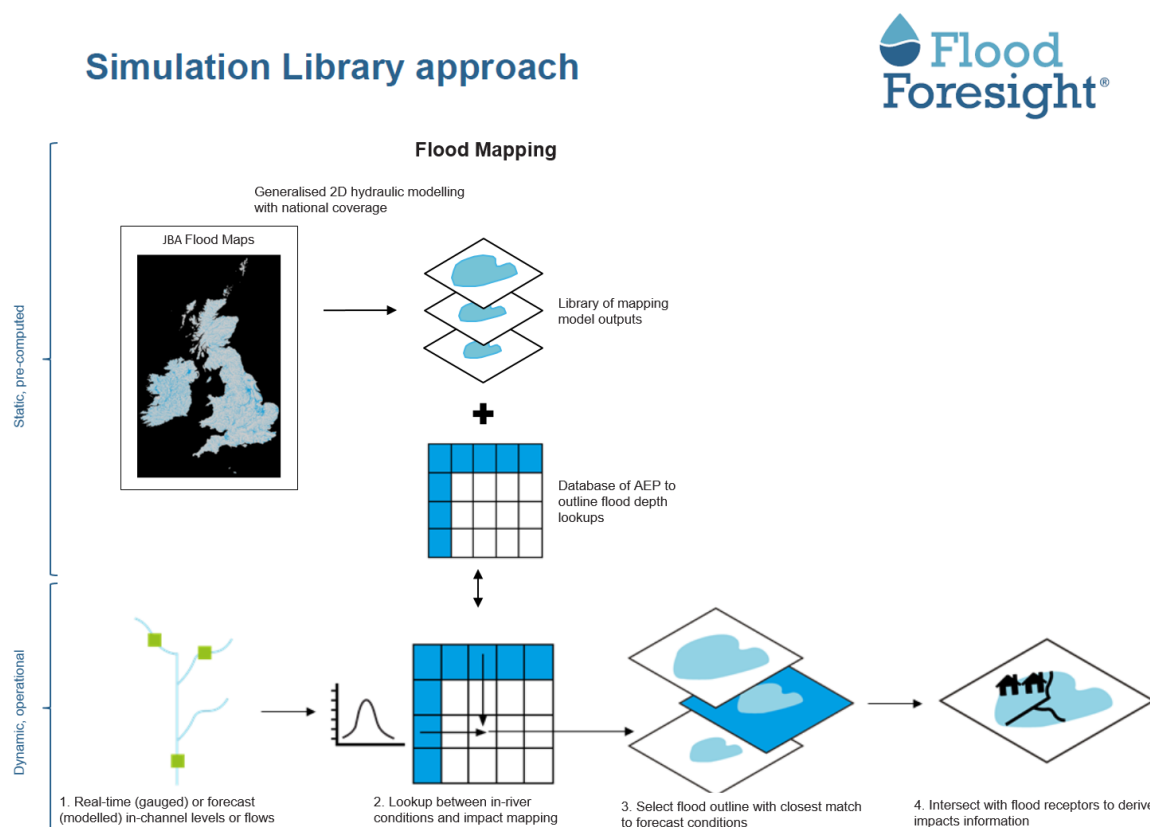 Simulation Library approach
Flood
Foresight®
Flood Mapping
Generalised 2D hydraulic modelling
with national coverage
JBA Flood Maps
Library of mapping
model outputs
Static, pre-computed
Database of AEP to
outline flood depth
lookups
Dynamic, operational
1. Real-time (gauged) or forecast
(modelled) in-channel levels or flows
2. Lookup between in-river
conditions and impact mapping
3. Select flood outline with closest match
to forecast conditions
4. Intersect with flood receptors to derive
impacts information